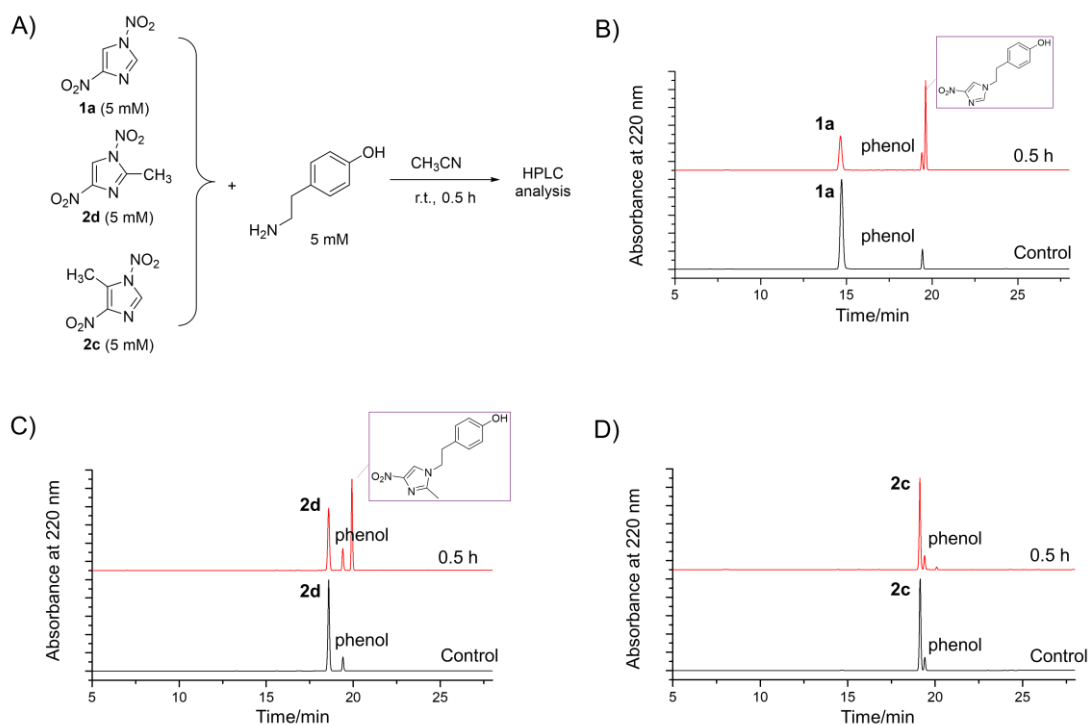 A)
NO₂
N
N
O₂N
1a (5 mM)
NO₂
N
N
CH₃
O₂N
2d (5 mM)
H₃C
NO₂
N
N
O₂N
2c (5 mM)
+
OH
H₂N
5 mM
CH₃CN
r.t., 0.5 h
HPLC
analysis
B)
OH
O₂N
N
N
1a
phenol
0.5 h
1a
phenol
Control
Absorbance at 220 nm
5 10 15 20 25
Time/min
C)
OH
O₂N
N
N
2d
phenol
0.5 h
2d
phenol
Control
Absorbance at 220 nm
5 10 15 20 25
Time/min
D)
2c
phenol
0.5 h
2c
phenol
Control
Absorbance at 220 nm
5 10 15 20 25
Time/min